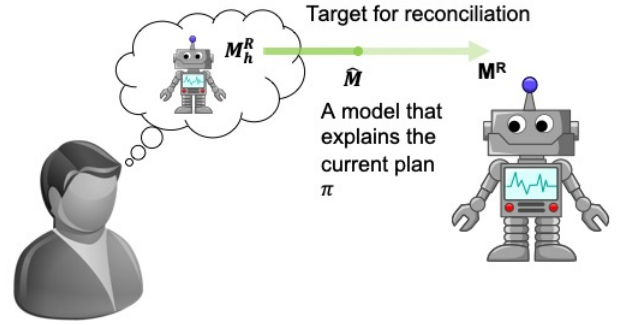 Target for reconciliation
M_h^R
M̂
M^R
A model that
explains the
current plan
π